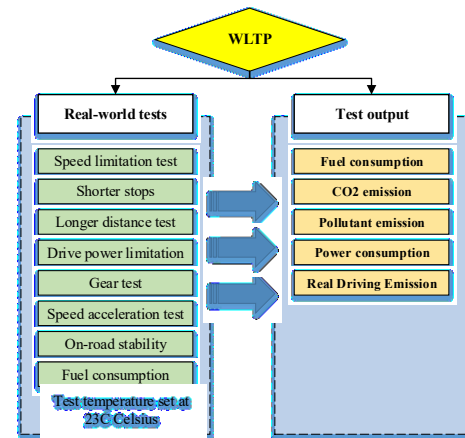 WLTP
Real-world tests
Speed limitation test
Shorter stops
Longer distance test
Drive power limitation
Gear test
Speed acceleration test
On-road stability
Fuel consumption
Test temperature set at
23C Celsius
Test output
Fuel consumption
CO2 emission
Pollutant emission
Power consumption
Real Driving Emission